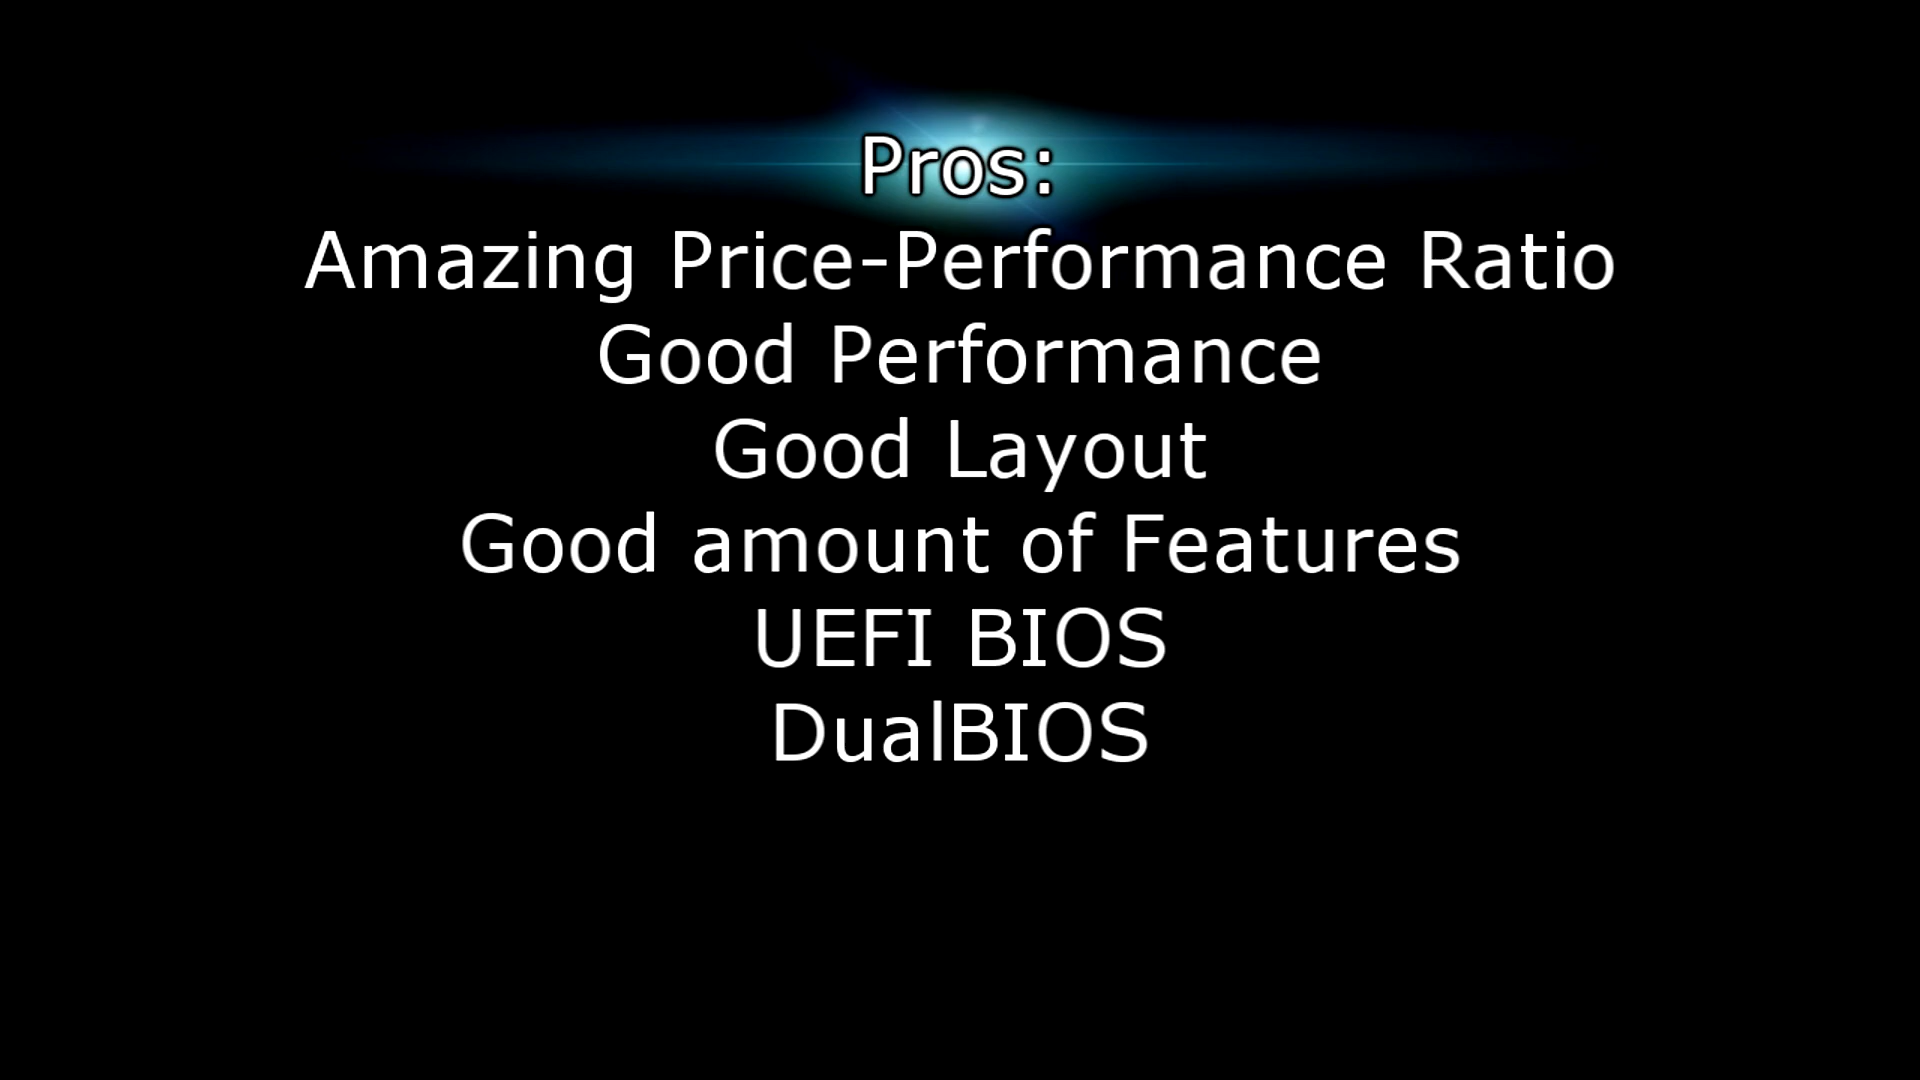 Pros:
Amazing Price-Performance Ratio
Good Performance
Good Layout
Good amount of Features
UEFI BIOS
DualBIOS